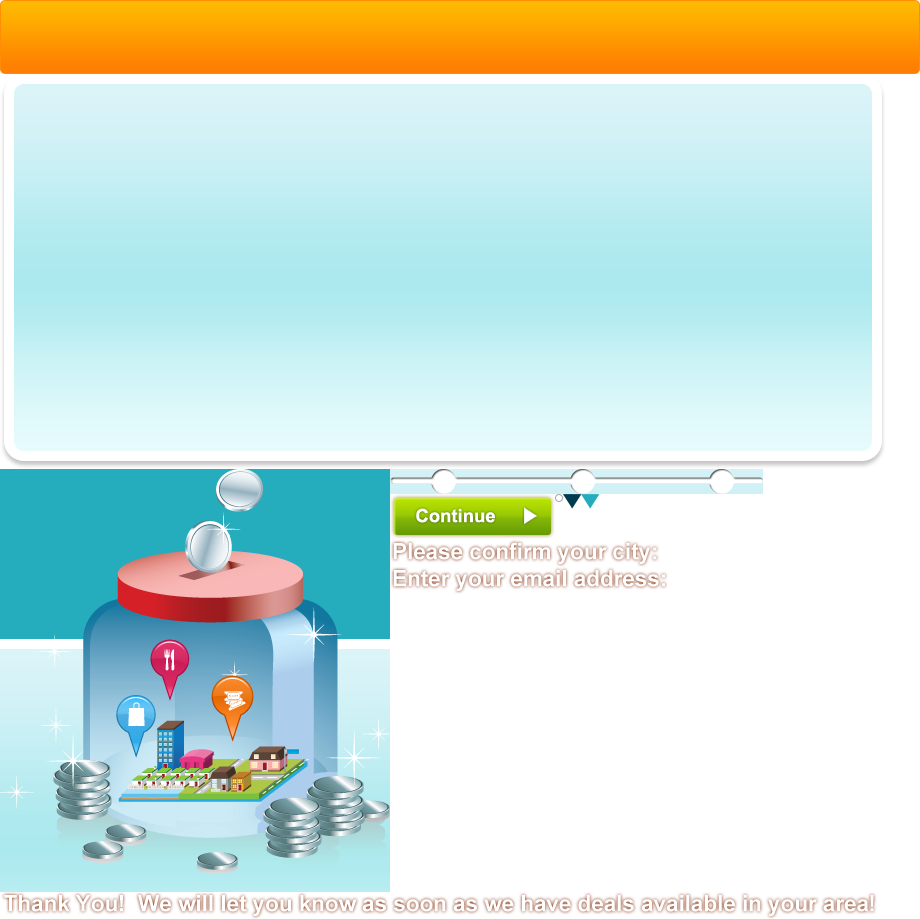 Continue
Please confirm your city:
Enter your email address:
Thank You!  We will let you know as soon as we have deals available in your area!